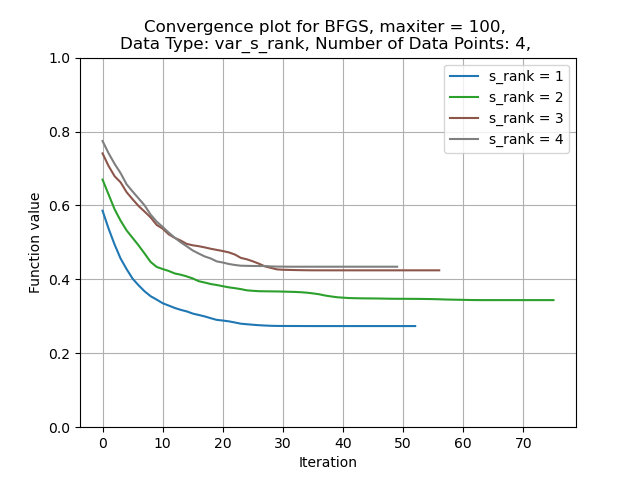 Convergence plot for BFGS, maxiter = 100,
Data Type: var_s_rank, Number of Data Points: 4,
1.0
s_rank = 1
s_rank = 2
s_rank = 3
s_rank = 4
0.8
0.6
0.4
0.2
0.0
Function value
0 10 20 30 40 50 60 70
Iteration